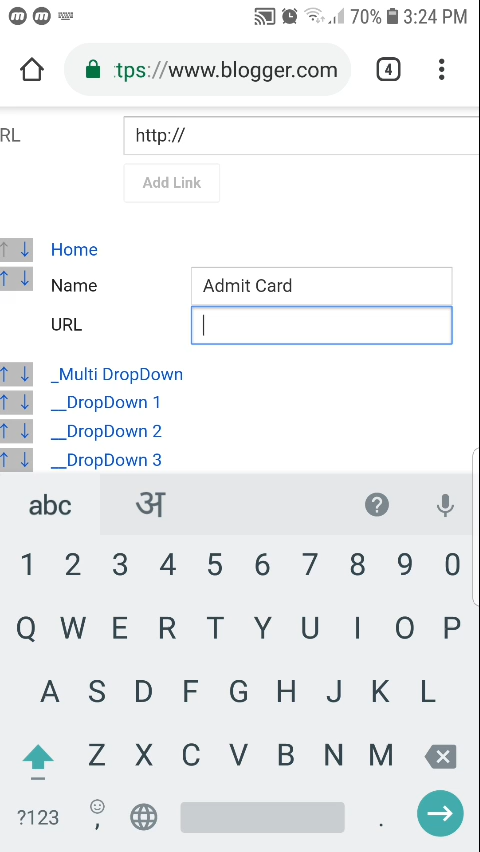 70% 3:24 PM
tps://www.blogger.com 4
RL http://
Add Link
↑ ↓ Home
↑ ↓ Name Admit Card
URL
↑ ↓ _Multi DropDown
↑ ↓ __DropDown 1
↑ ↓ __DropDown 2
↑ ↓ __DropDown 3
abc अ ?
1 2 3 4 5 6 7 8 9 0
Q W E R T Y U I O P
A S D F G H J K L
Z X C V B N M
?123 , .